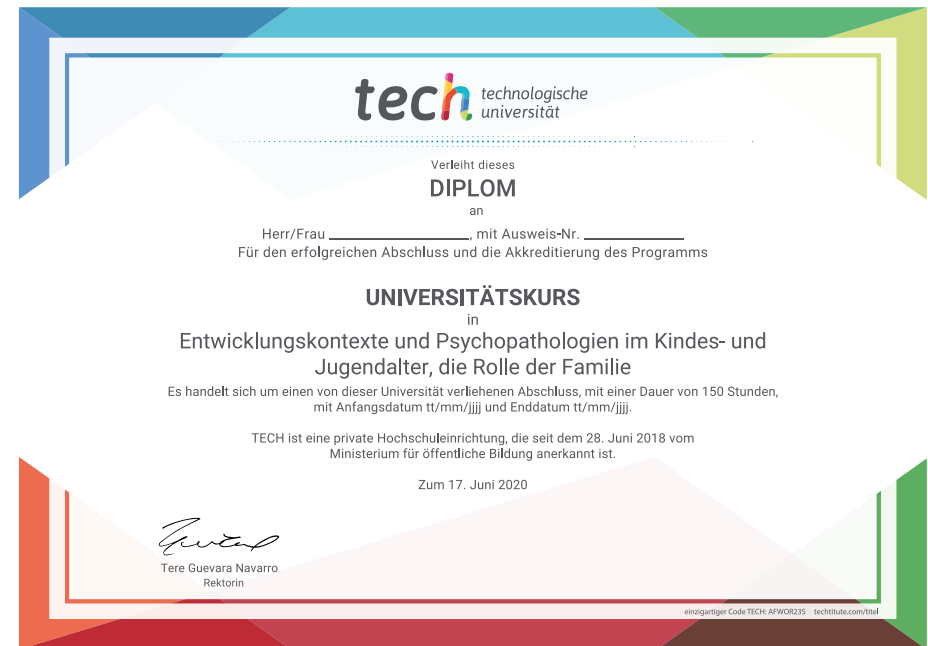 tech technologische
universität
Verleiht dieses
DIPLOM
an
Herr/Frau ____________, mit Ausweis-Nr. ____________
Für den erfolgreichen Abschluss und die Akkreditierung des Programms
UNIVERSITÄTSKURS
in
Entwicklungskontexte und Psychopathologien im Kindes- und
Jugendalter, die Rolle der Familie
Es handelt sich um einen von dieser Universität verliehenen Abschluss, mit einer Dauer von 150 Stunden,
mit Anfangsdatum tt/mm/jjjj und Enddatum tt/mm/jjjj.
TECH ist eine private Hochschuleinrichtung, die seit dem 28. Juni 2018 vom
Ministerium für öffentliche Bildung anerkannt ist.
Zum 17. Juni 2020
Tere Guevara Navarro
Rektorin
einzigartiger Code TECH: AFWOR23S techtitute.com/titel